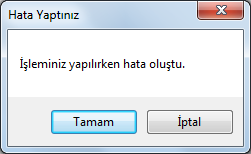 Hata Yaptınız
İşleminiz yapılırken hata oluştu.
Tamam
İptal